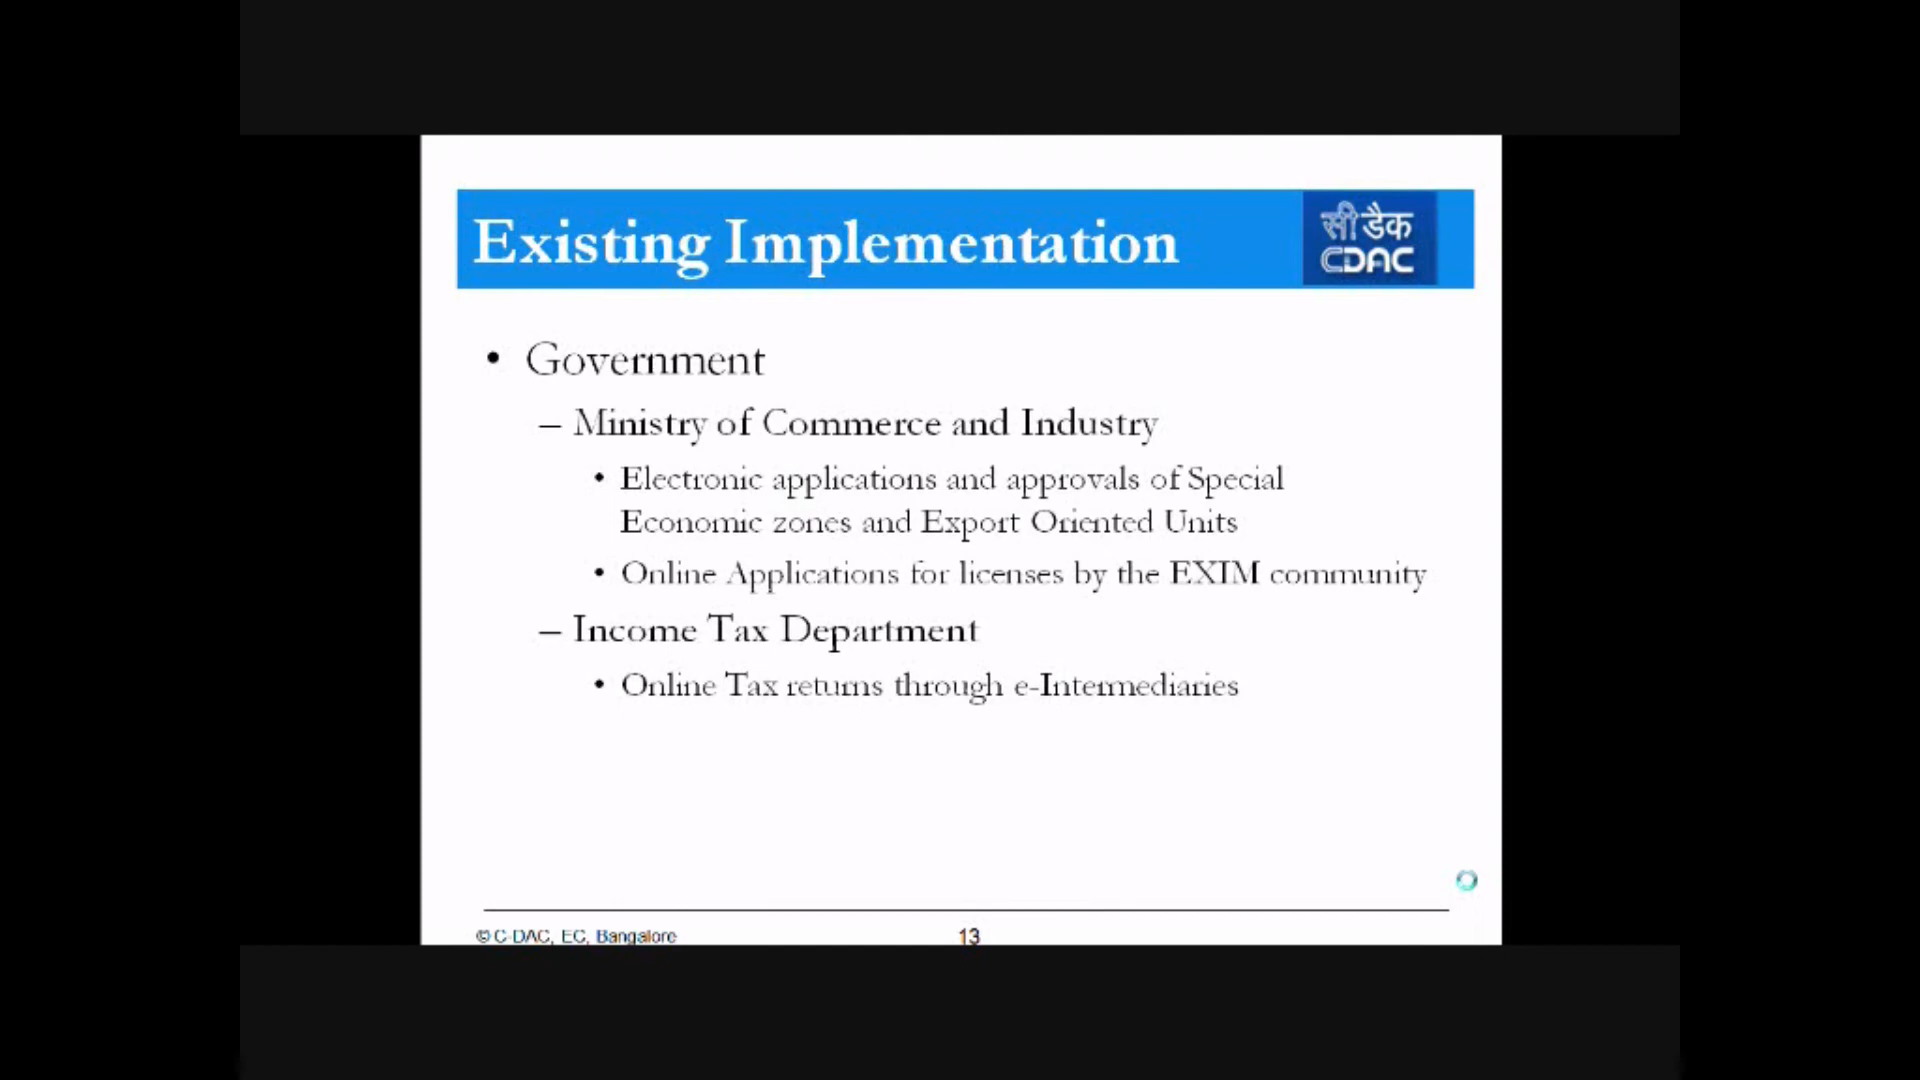 Existing Implementation
सी डैक
CDAC
• Government
– Ministry of Commerce and Industry
• Electronic applications and approvals of Special
Economic zones and Export Oriented Units
• Online Applications for licenses by the EXIM community
– Income Tax Department
• Online Tax returns through e-Intermediaries
© C-DAC, EC, Bangalore
13